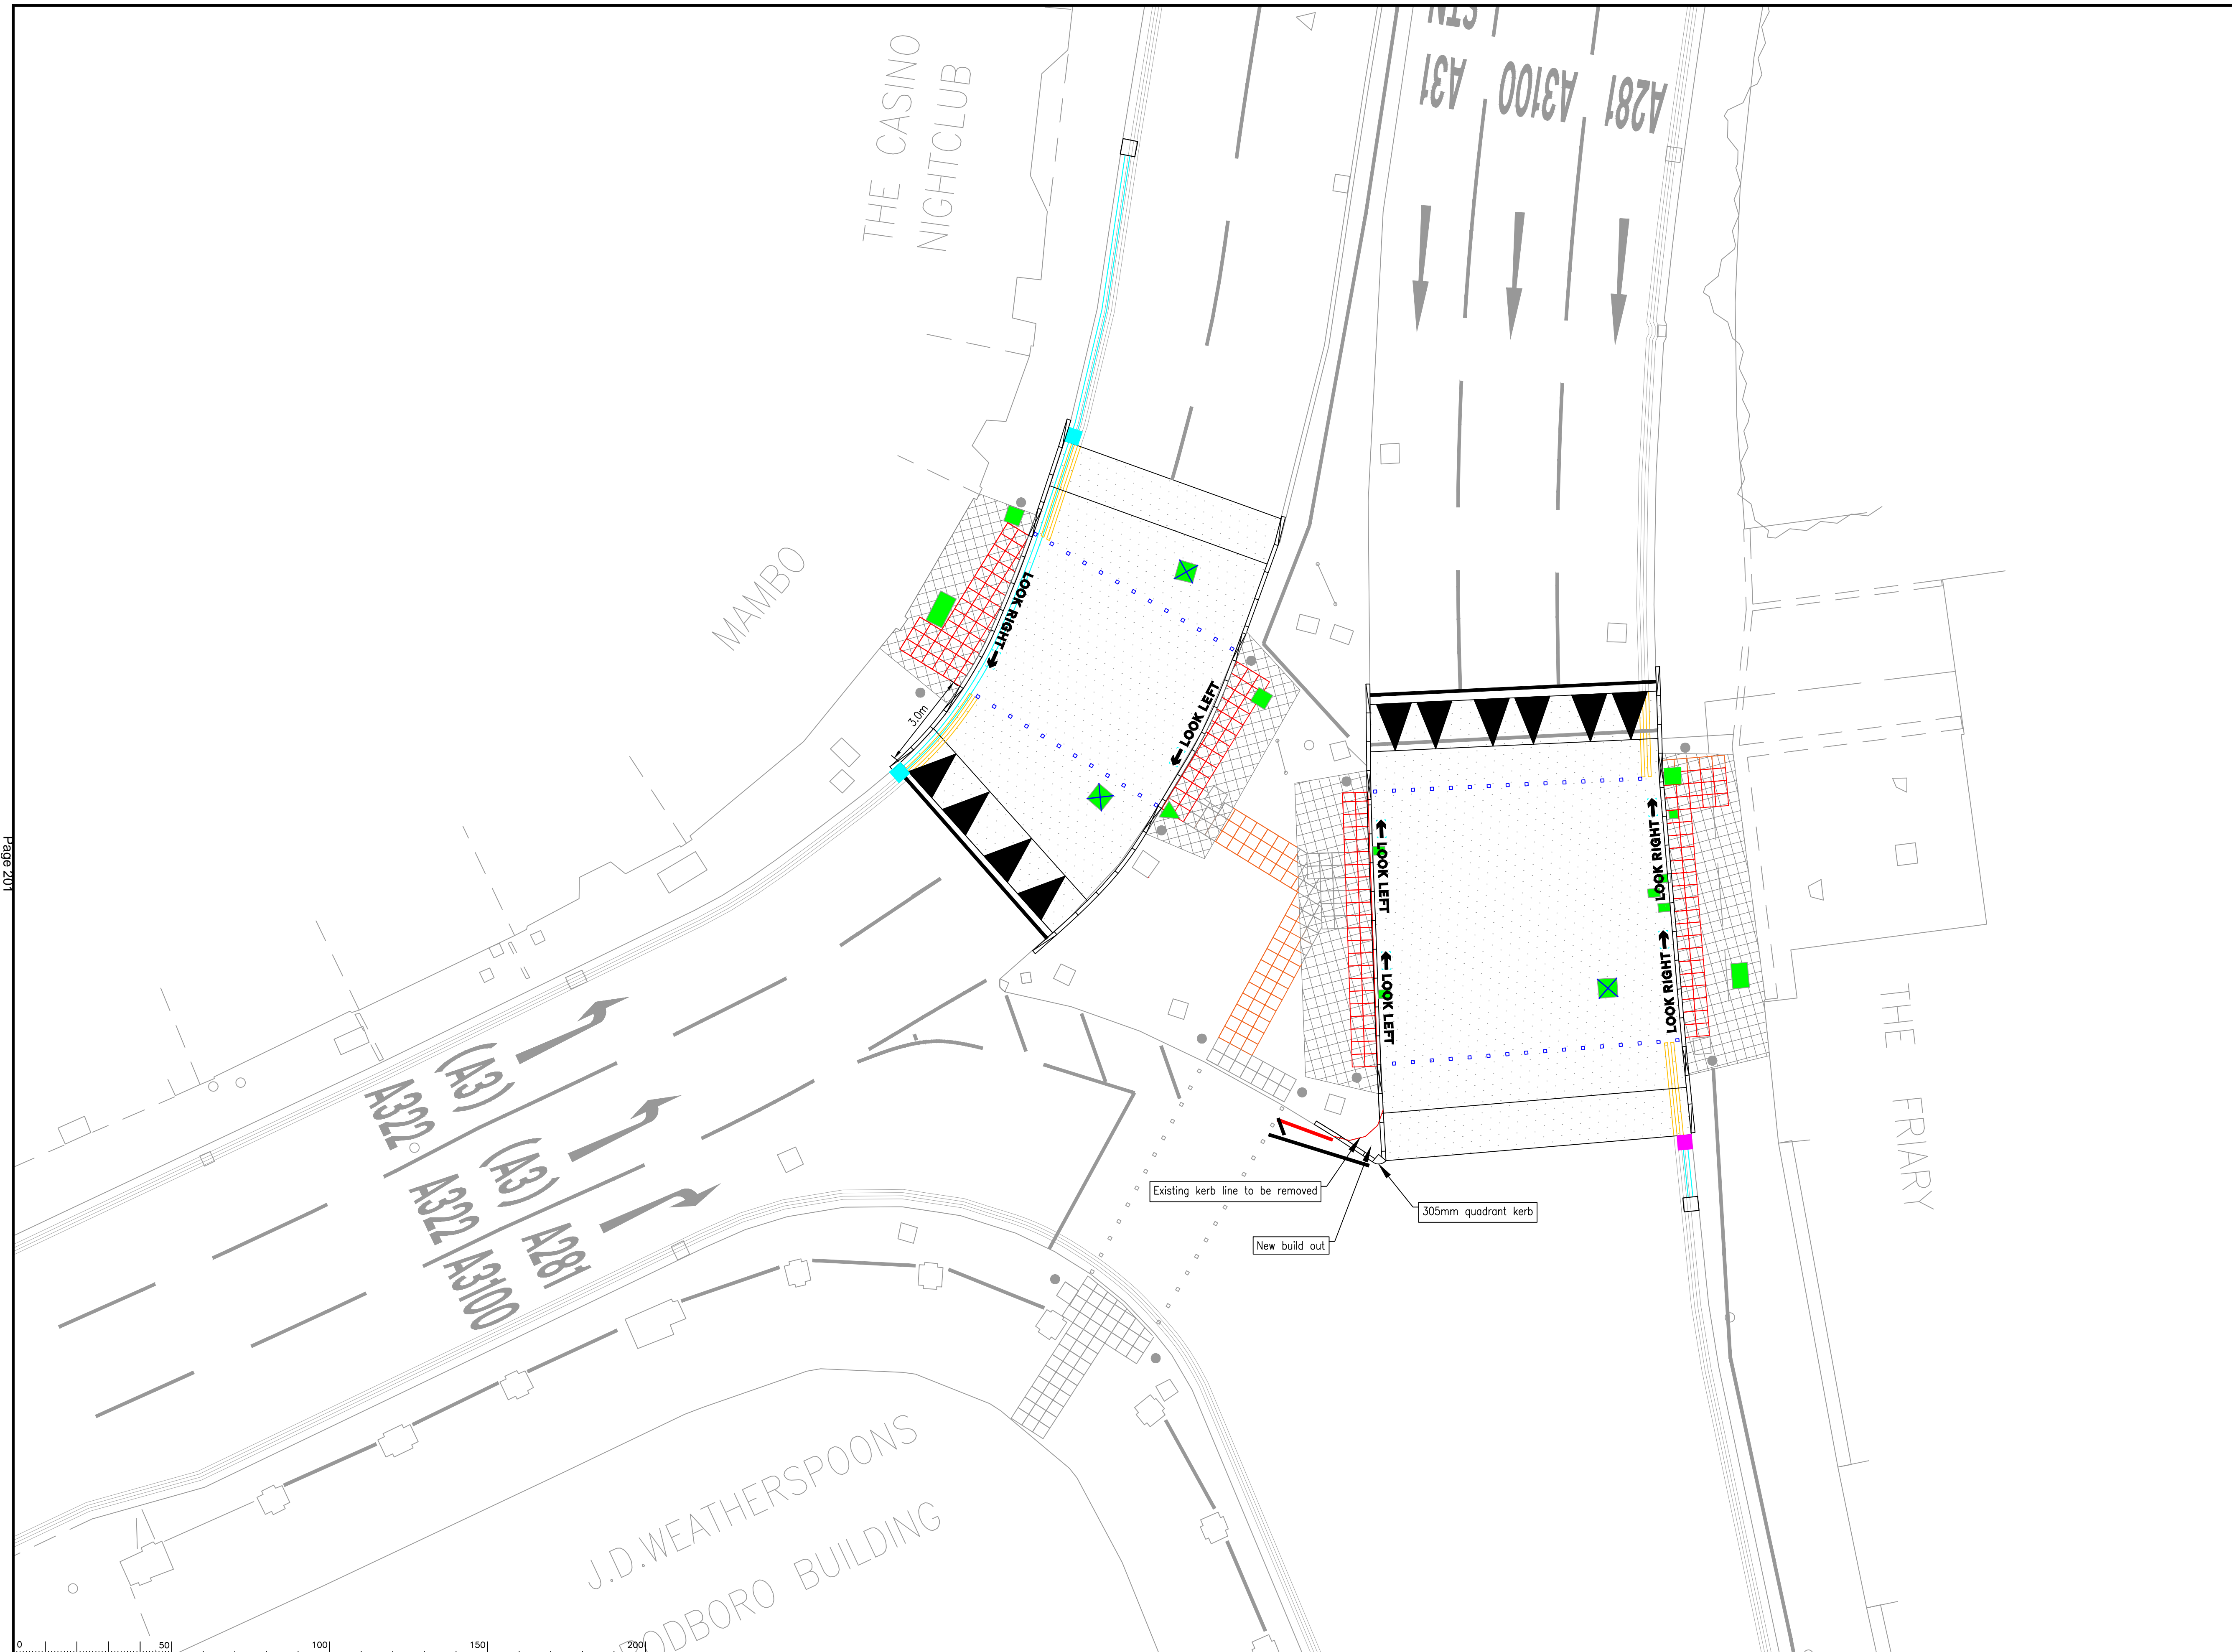 STN
A31
A3100
A281
THE CASINO
NIGHTCLUB
MAMBO
LOOK RIGHT
LOOK LEFT
3.0m
LOOK LEFT
LOOK LEFT
LOOK RIGHT
LOOK RIGHT
Page 201
THE FRIARY
A322 (A3)
A322 (A3)
A3100 A281
Existing kerb line to be removed
305mm quadrant kerb
New build out
J.D.WEATHERSPOONS
ODBORO BUILDING
0 50 100 150 200